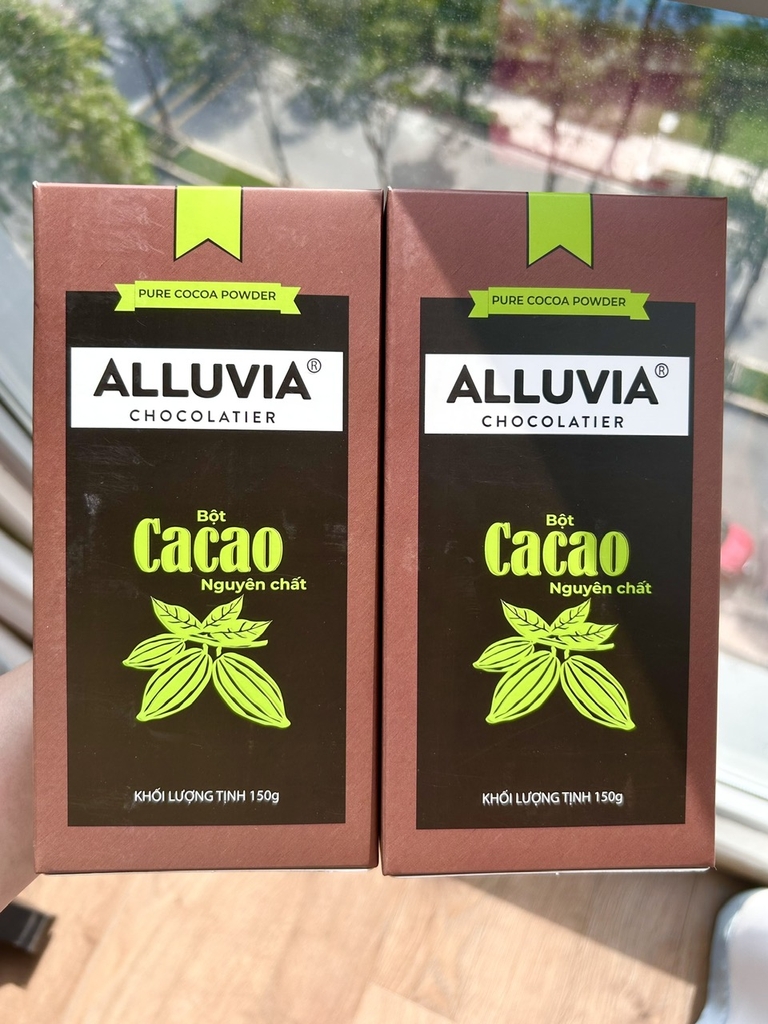 PURE COCOA POWDER
ALLUVIA®
CHOCOLATIER
Bột
Cacao
Nguyên chất
KHỐI LƯỢNG TỊNH 150g
PURE COCOA POWDER
ALLUVIA®
CHOCOLATIER
Bột
Cacao
Nguyên chất
KHỐI LƯỢNG TỊNH 150g